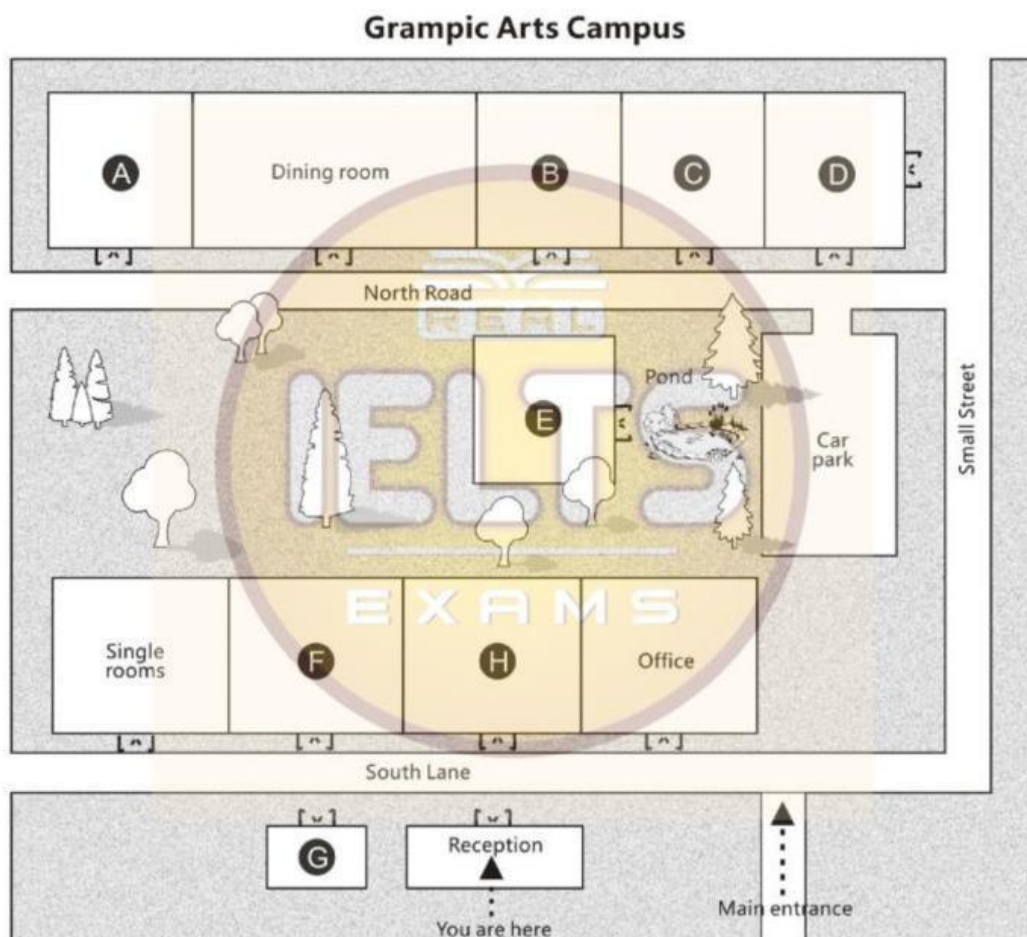 Grampic Arts Campus
A
Dining room
B
C
D
North Road
E
Pond
Car
park
Small Street
IELTS
EXAMS
Single
rooms
F
H
Office
South Lane
G
Reception
You are here
Main entrance